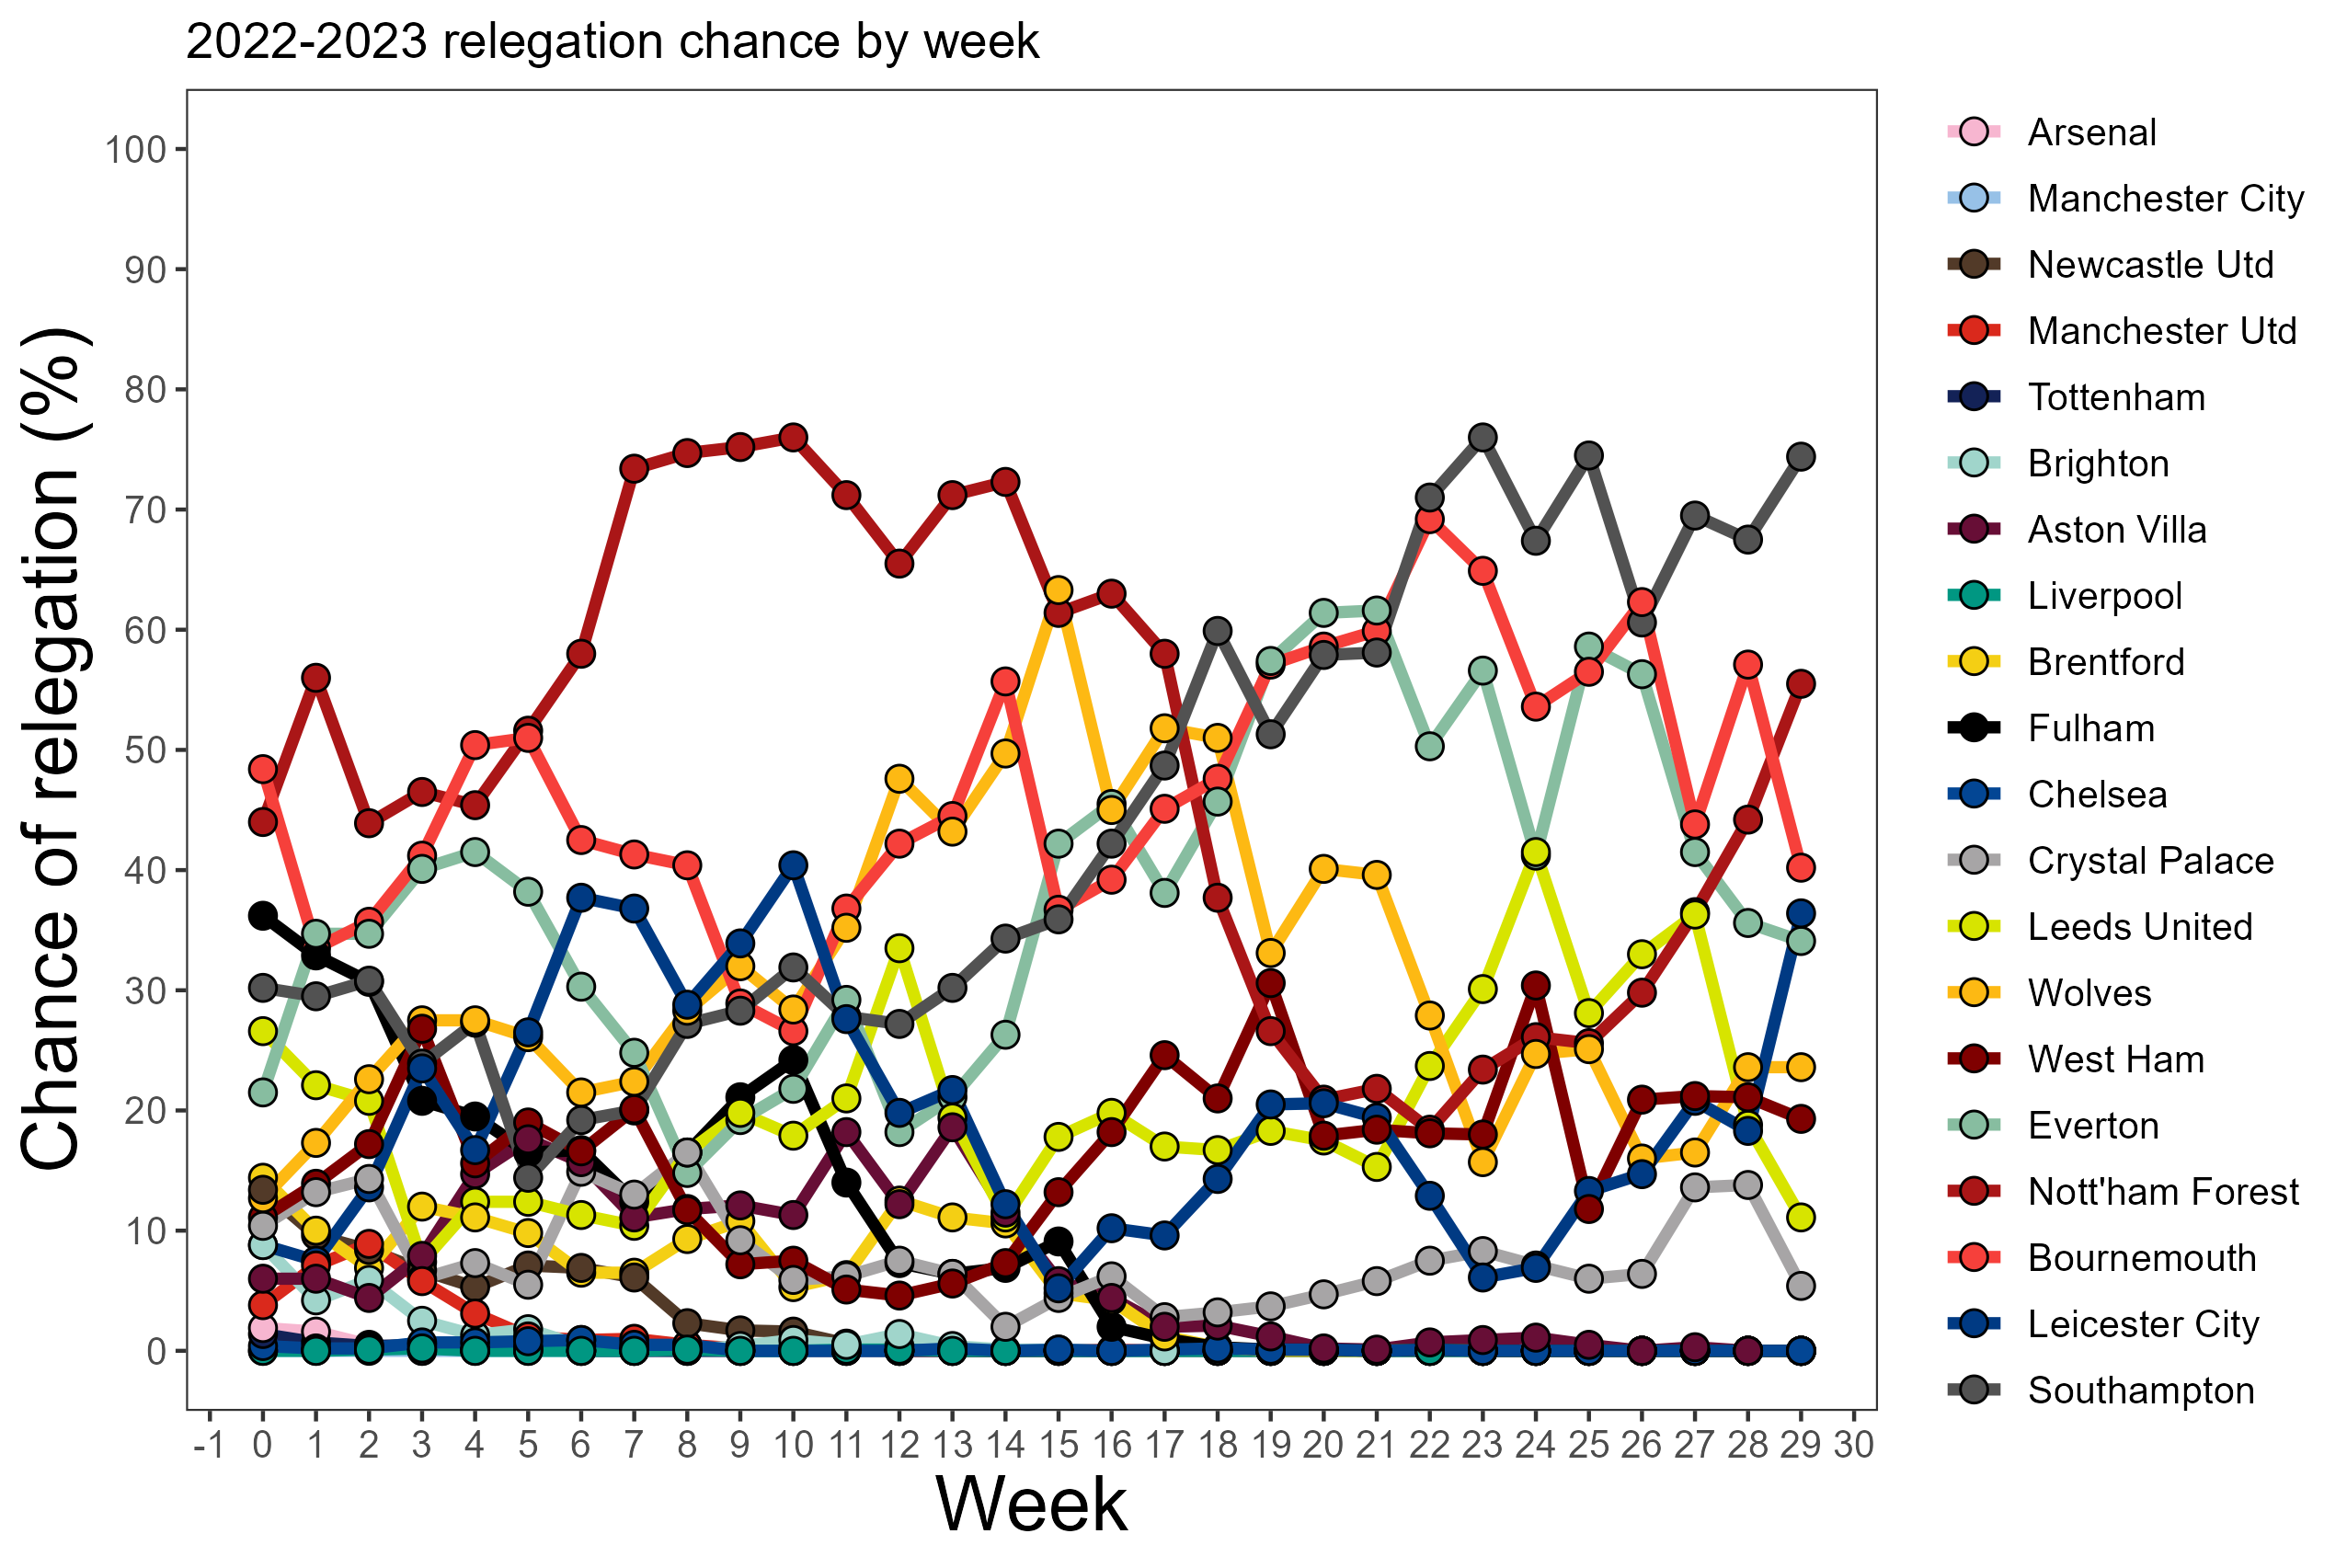 2022-2023 relegation chance by week
Chance of relegation (%)
100
90
80
70
60
50
40
30
20
10
0
-1 0 1 2 3 4 5 6 7 8 9 10 11 12 13 14 15 16 17 18 19 20 21 22 23 24 25 26 27 28 29 30
Week
Arsenal
Manchester City
Newcastle Utd
Manchester Utd
Tottenham
Brighton
Aston Villa
Liverpool
Brentford
Fulham
Chelsea
Crystal Palace
Leeds United
Wolves
West Ham
Everton
Nott'ham Forest
Bournemouth
Leicester City
Southampton